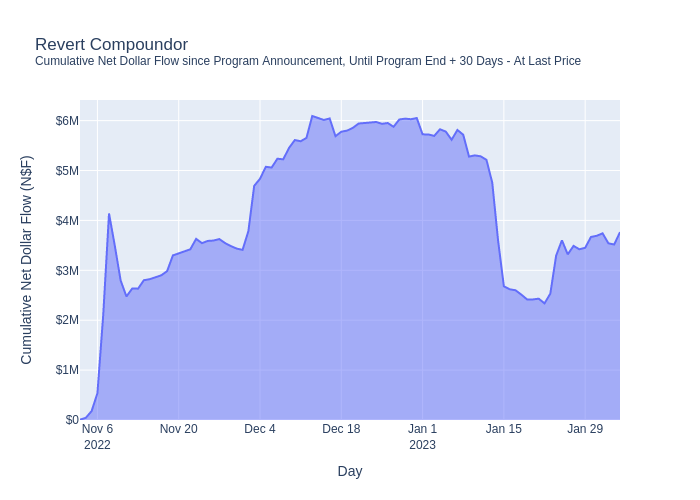 Revert Compoundor
Cumulative Net Dollar Flow since Program Announcement, Until Program End + 30 Days - At Last Price
Cumulative Net Dollar Flow (N$F)
$6M
$5M
$4M
$3M
$2M
$1M
$0
Nov 6 Nov 20 Dec 4 Dec 18 Jan 1 Jan 15 Jan 29
2022 2023
Day